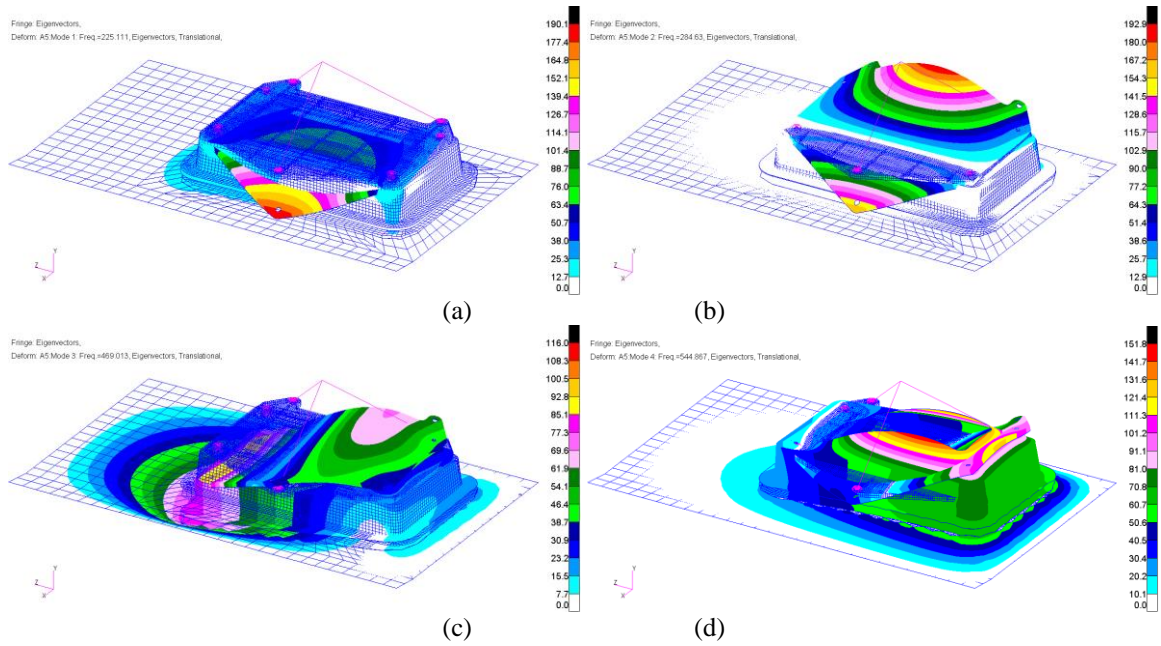 Fringe: Eigenvectors,
Deform: A5:Mode 1: Freq.=225.111, Eigenvectors, Translational,
190.1
177.4
164.8
152.1
139.4
126.7
114.1
101.4
88.7
76.0
63.4
50.7
38.0
25.3
12.7
0.0
Y
Z
X
(a)
Fringe: Eigenvectors,
Deform: A5:Mode 2: Freq.=284.63, Eigenvectors, Translational,
192.9
180.0
167.2
154.3
141.5
128.6
115.7
102.9
90.0
77.2
64.3
51.4
38.6
25.7
12.9
0.0
Y
Z
X
(b)
Fringe: Eigenvectors,
Deform: A5:Mode 3: Freq.=469.013, Eigenvectors, Translational,
116.0
108.3
100.5
92.8
85.1
77.3
69.6
61.9
54.1
46.4
38.7
30.9
23.2
15.5
7.7
0.0
Y
Z
X
(c)
Fringe: Eigenvectors,
Deform: A5:Mode 4: Freq.=544.867, Eigenvectors, Translational,
151.8
141.7
131.6
121.4
111.3
101.2
91.1
81.0
70.8
60.7
50.6
40.5
30.4
20.2
10.1
0.0
Y
Z
X
(d)